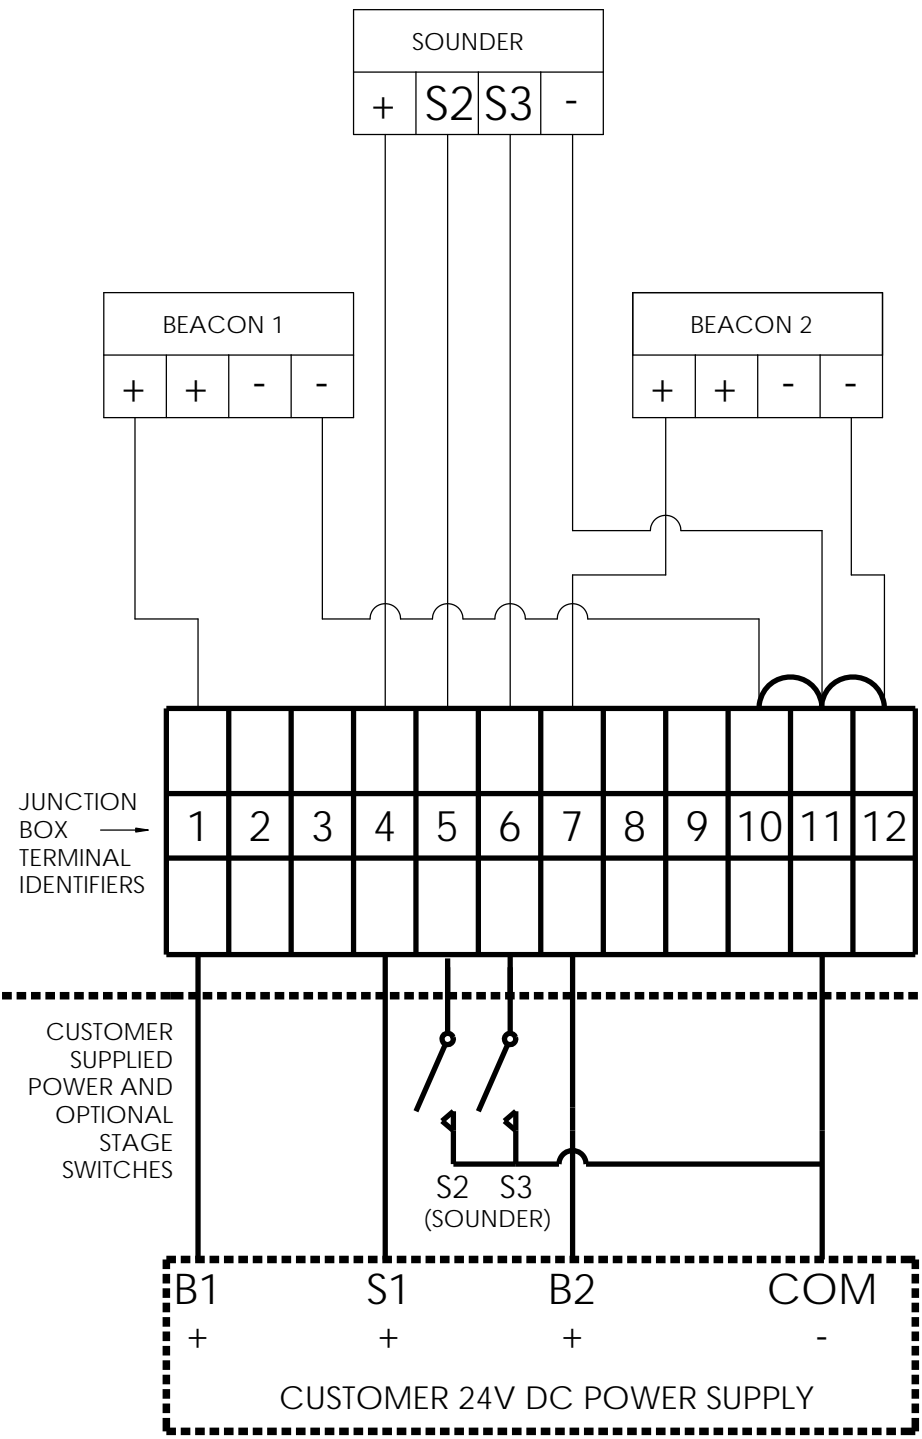 SOUNDER
+ S2 S3 -
BEACON 1
+ + - -
BEACON 2
+ + - -
JUNCTION
BOX
TERMINAL
IDENTIFIERS
1 2 3 4 5 6 7 8 9 10 11 12
CUSTOMER
SUPPLIED
POWER AND
OPTIONAL
STAGE
SWITCHES
S2 S3
(SOUNDER)
B1 S1 B2 COM
+ + + -
CUSTOMER 24V DC POWER SUPPLY